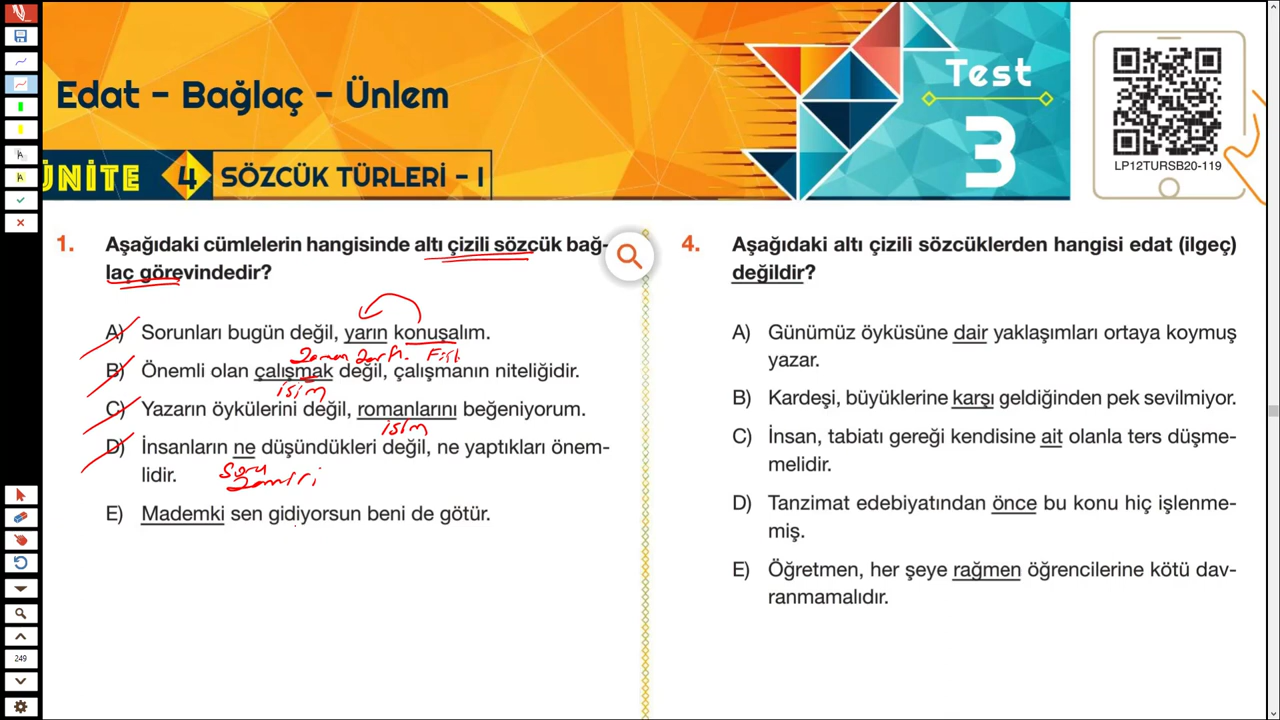 Edat – Bağlaç – Ünlem
Test
3
LP12TURSB20-119
ÜNİTE 4 SÖZCÜK TÜRLERİ – I
1. Aşağıdaki cümlelerin hangisinde altı çizili sözcük bağ-
laç görevindedir?
A) Sorunları bugün değil, yarın konuşalım.
Zaman Zarfı. Fiil
B) Önemli olan çalışmak değil, çalışmanın niteliğidir.
isim
C) Yazarın öykülerini değil, romanlarını beğeniyorum.
isim
D) İnsanların ne düşündükleri değil, ne yaptıkları önem-
lidir.
Soru
Zamiri
E) Mademki sen gidiyorsun beni de götür.
4. Aşağıdaki altı çizili sözcüklerden hangisi edat (ilgeç)
değildir?
A) Günümüz öyküsüne dair yaklaşımları ortaya koymuş
yazar.
B) Kardeşi, büyüklerine karşı geldiğinden pek sevilmiyor.
C) İnsan, tabiatı gereği kendisine ait olanla ters düşme-
melidir.
D) Tanzimat edebiyatından önce bu konu hiç işlenme-
miş.
E) Öğretmen, her şeye rağmen öğrencilerine kötü dav-
ranmamalıdır.
249